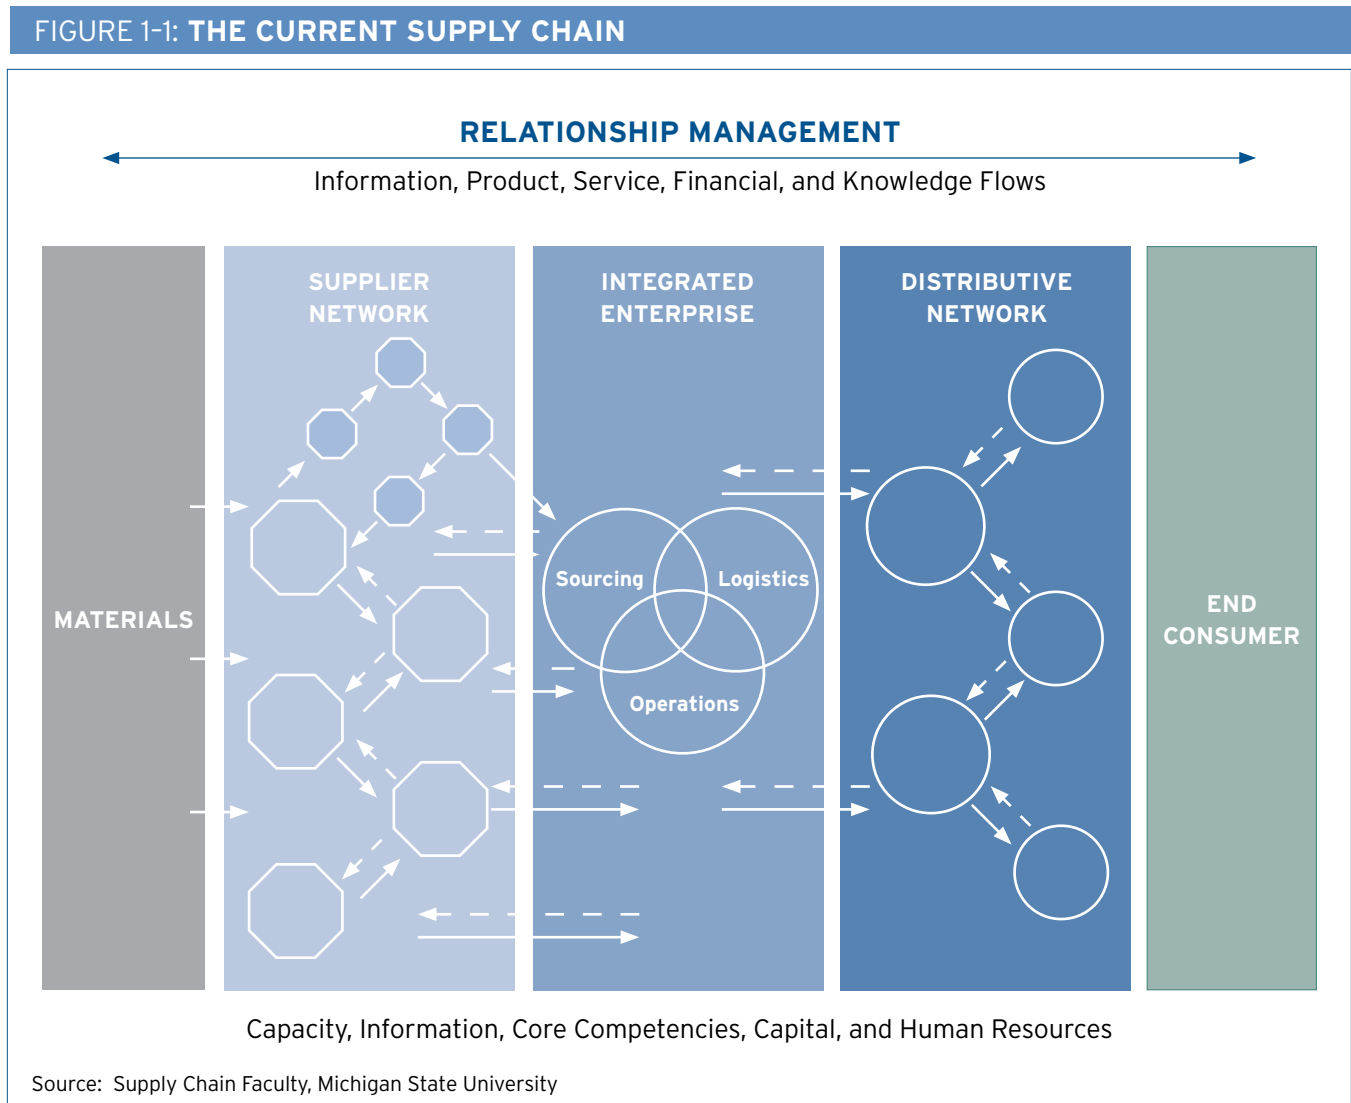 FIGURE 1-1: THE CURRENT SUPPLY CHAIN
RELATIONSHIP MANAGEMENT
Information, Product, Service, Financial, and Knowledge Flows
MATERIALS
SUPPLIER
NETWORK
INTEGRATED
ENTERPRISE
Sourcing
Logistics
Operations
DISTRIBUTIVE
NETWORK
END
CONSUMER
Capacity, Information, Core Competencies, Capital, and Human Resources
Source: Supply Chain Faculty, Michigan State University